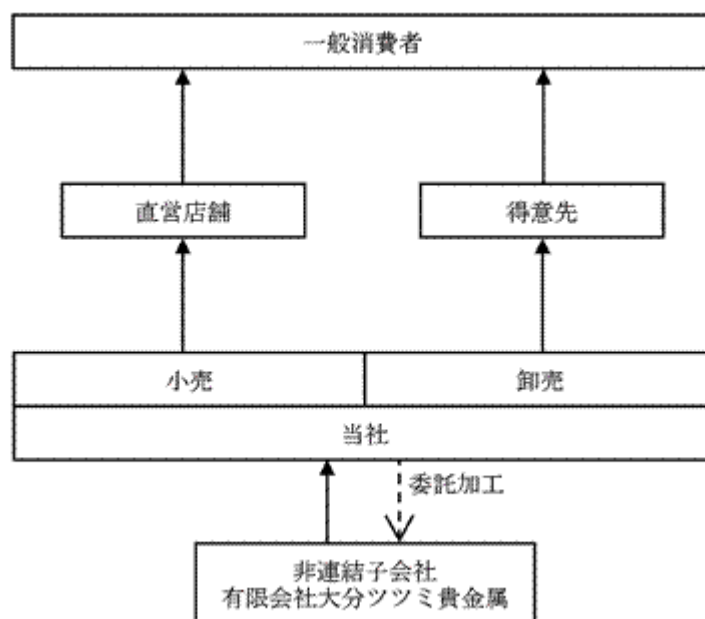 一般消費者
直営店舗
得意先
小売
卸売
当社
委託加工
非連結子会社
有限会社大分ツツミ貴金属